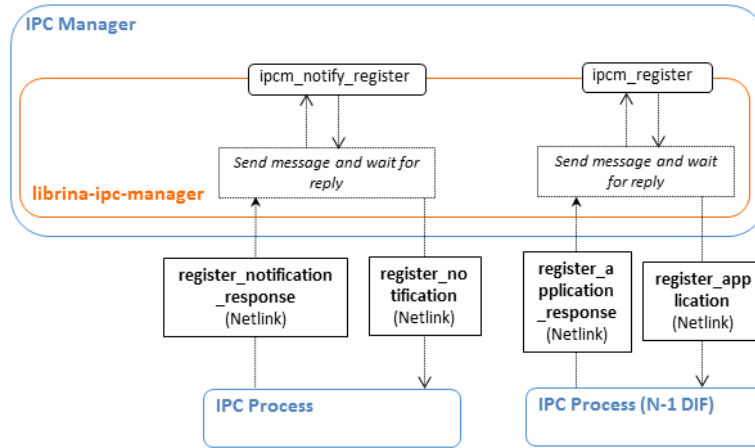 IPC Manager
ipcm_notify_register
ipcm_register
Send message and wait for
reply
Send message and wait
for reply
librina-ipc-manager
register_notification
_response
(Netlink)
register_no
tification
(Netlink)
register_a
pplication
_response
(Netlink)
register_app
lication
(Netlink)
IPC Process
IPC Process (N-1 DIF)